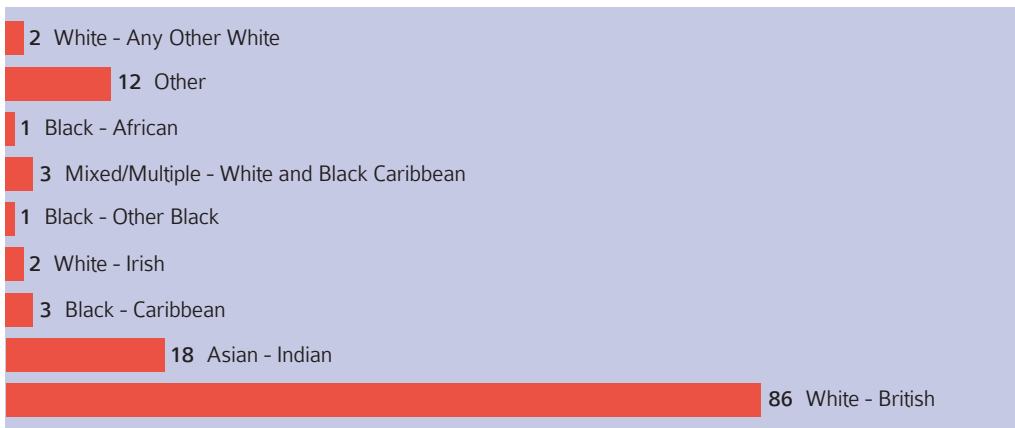 2 White - Any Other White
12 Other
1 Black - African
3 Mixed/Multiple - White and Black Caribbean
1 Black - Other Black
2 White - Irish
3 Black - Caribbean
18 Asian - Indian
86 White - British